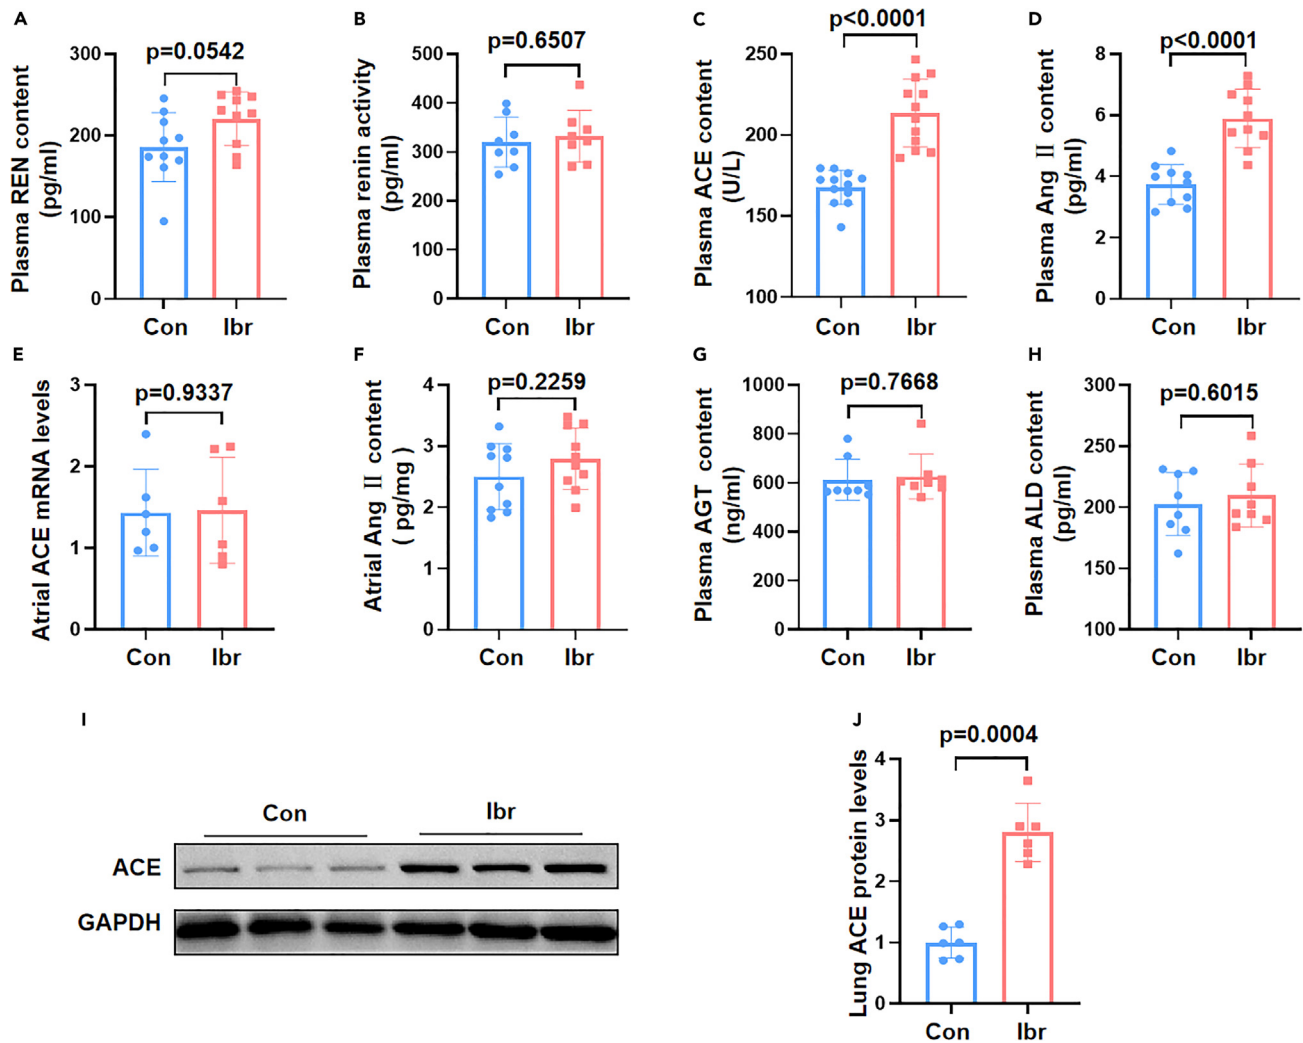 A
Plasma REN content
(pg/ml)
p=0.0542
300
200
100
0
Con Ibr
B
Plasma renin activity
(pg/ml)
p=0.6507
500
400
300
200
100
0
Con Ibr
C
Plasma ACE content
(U/L)
p<0.0001
250
200
150
100
Con Ibr
D
Plasma Ang Ⅱ content
(pg/ml)
p<0.0001
8
6
4
2
0
Con Ibr
E
Atrial ACE mRNA levels
p=0.9337
3
2
1
0
Con Ibr
F
Atrial Ang Ⅱ content
( pg/mg )
p=0.2259
4
3
2
1
0
Con Ibr
G
Plasma AGT content
(ng/ml)
p=0.7668
1000
800
600
400
200
0
Con Ibr
H
Plasma ALD content
(pg/ml)
p=0.6015
300
250
200
150
100
Con Ibr
I
Con Ibr
ACE
GAPDH
J
Lung ACE protein levels
p=0.0004
4
3
2
1
0
Con Ibr